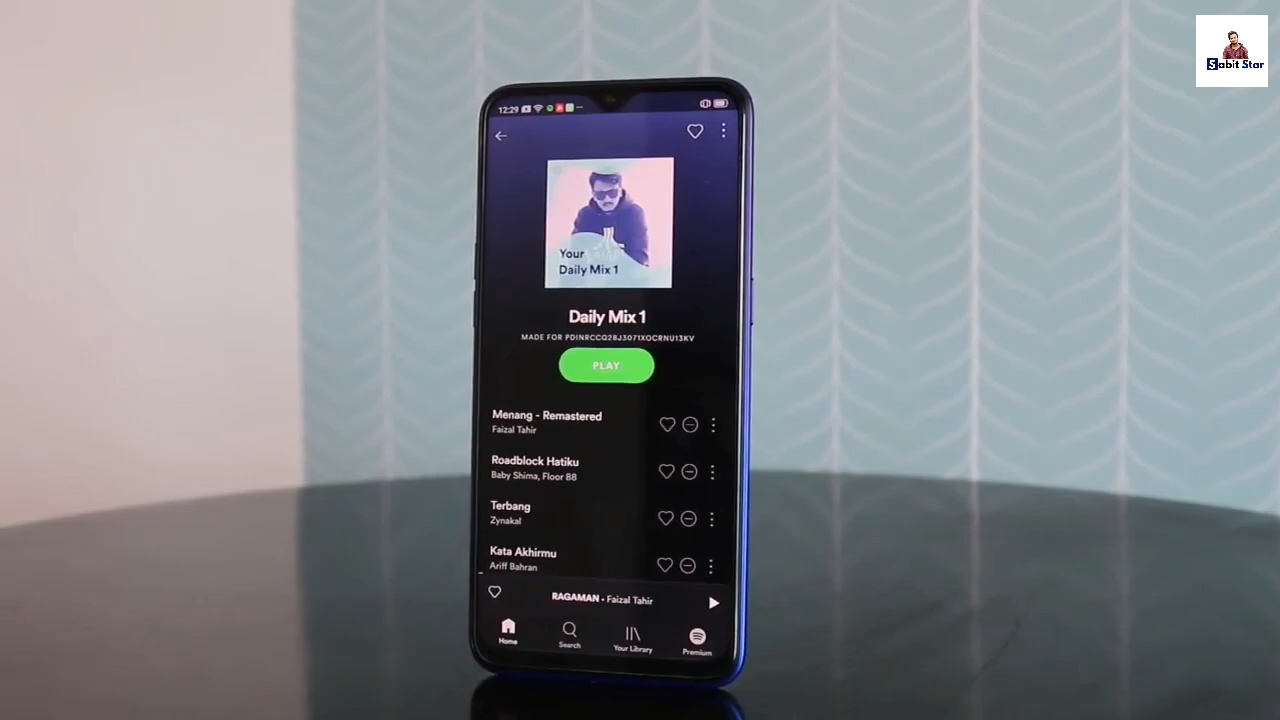 Sabit Star
12:29
Your
Daily Mix 1
Daily Mix 1
MADE FOR PDINRCCQ28J3071XOCRNU13KV
PLAY
Menang - Remastered
Faizal Tahir
Roadblock Hatiku
Baby Shima, Floor 88
Terbang
Zynakal
Kata Akhirmu
Ariff Bahran
RAGAMAN • Faizal Tahir
Home
Search
Your Library
Premium